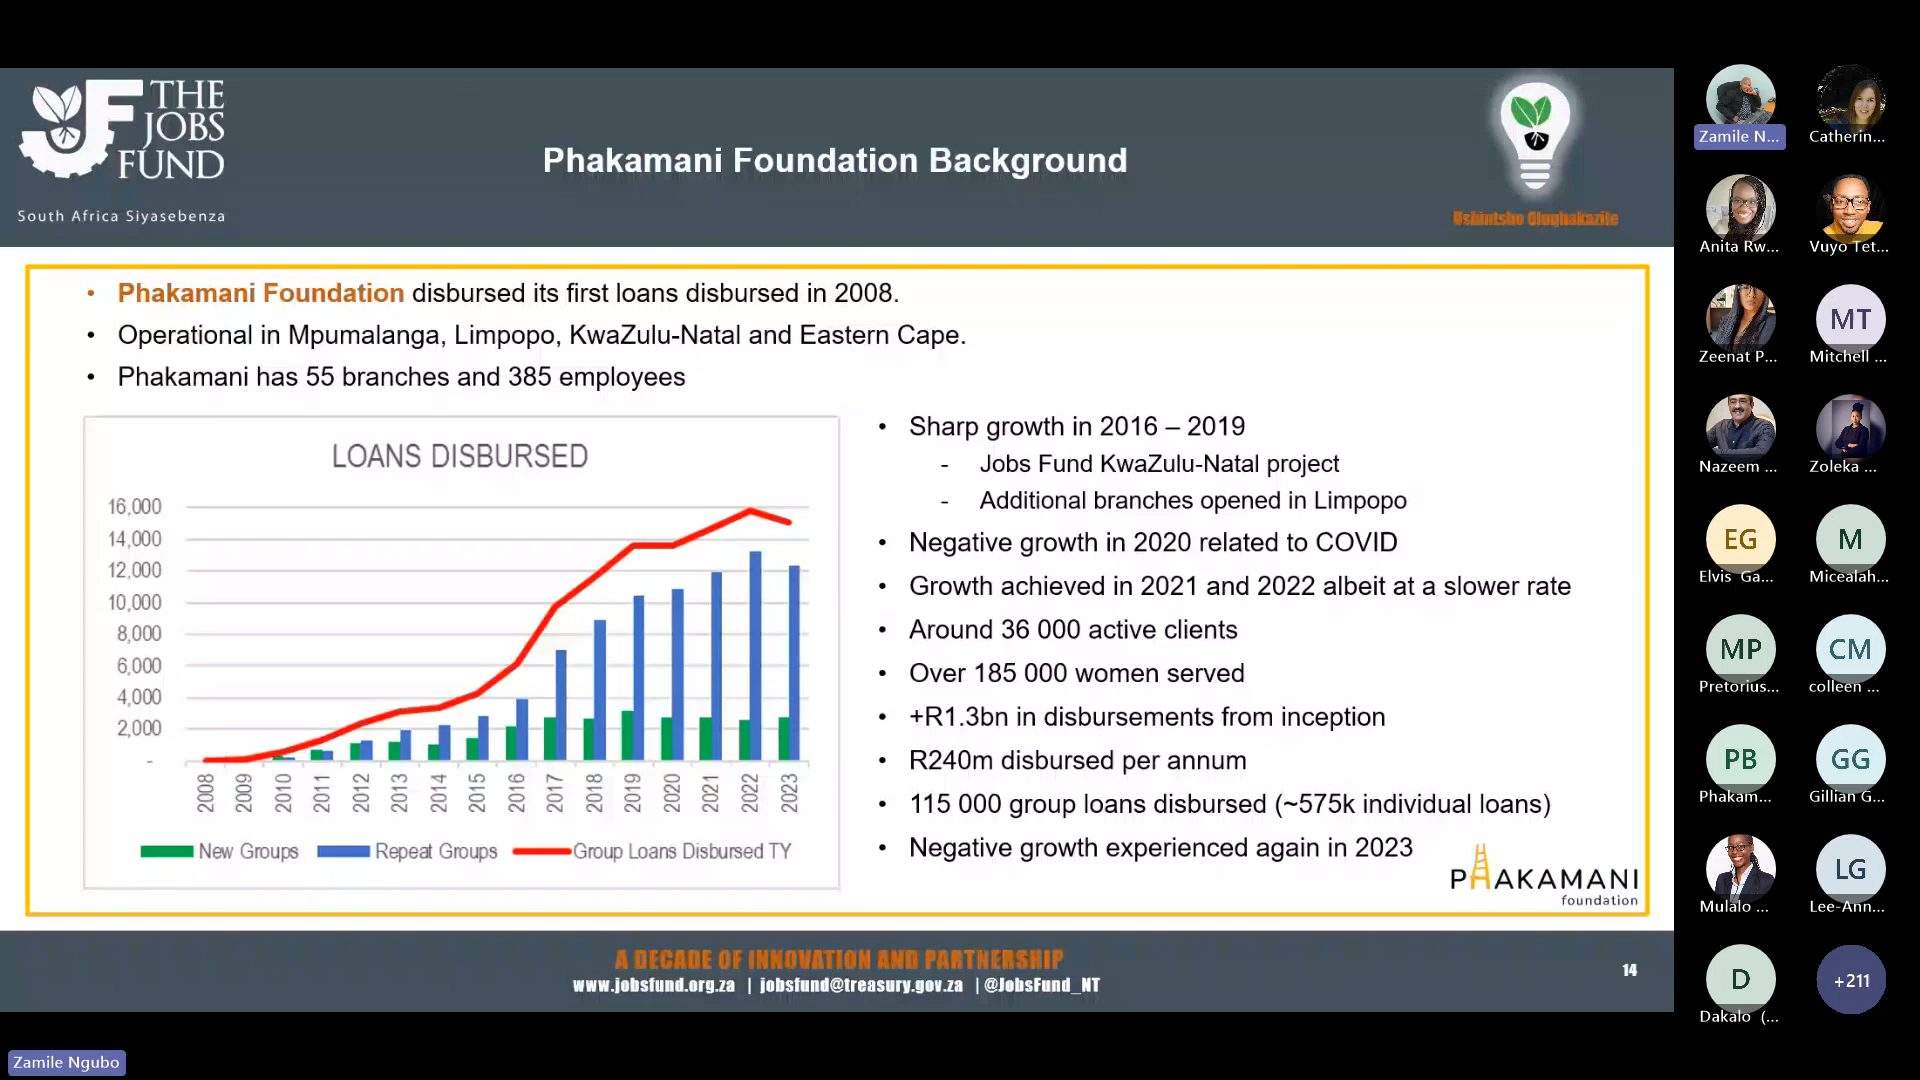 THE
JOBS
FUND
South Africa Siyasebenza
Phakamani Foundation Background
• Phakamani Foundation disbursed its first loans disbursed in 2008.
• Operational in Mpumalanga, Limpopo, KwaZulu-Natal and Eastern Cape.
• Phakamani has 55 branches and 385 employees
LOANS DISBURSED
16,000
14,000
12,000
10,000
8,000
6,000
4,000
2,000
-
2008 2009 2010 2011 2012 2013 2014 2015 2016 2017 2018 2019 2020 2021 2022 2023
New Groups Repeat Groups Group Loans Disbursed TY
• Sharp growth in 2016 – 2019
- Jobs Fund KwaZulu-Natal project
- Additional branches opened in Limpopo
• Negative growth in 2020 related to COVID
• Growth achieved in 2021 and 2022 albeit at a slower rate
• Around 36 000 active clients
• Over 185 000 women served
• +R1.3bn in disbursements from inception
• R240m disbursed per annum
• 115 000 group loans disbursed (~575k individual loans)
• Negative growth experienced again in 2023
PHAKAMANI
foundation
A DECADE OF INNOVATION AND PARTNERSHIP
www.jobsfund.org.za | jobsfund@treasury.gov.za | @JobsFund_NT
14
Zamile N...
Catherin...
Anita Rw...
Vuyo Tet...
Zeenat P...
MT
Mitchell ...
Nazeem ...
Zoleka ...
EG
Elvis Ga...
M
Micealah...
MP
Pretorius...
CM
colleen ...
PB
Phakam...
GG
Gillian G...
Mulalo ...
LG
Lee-Ann...
D
Dakalo (...
+211
Zamile Ngubo